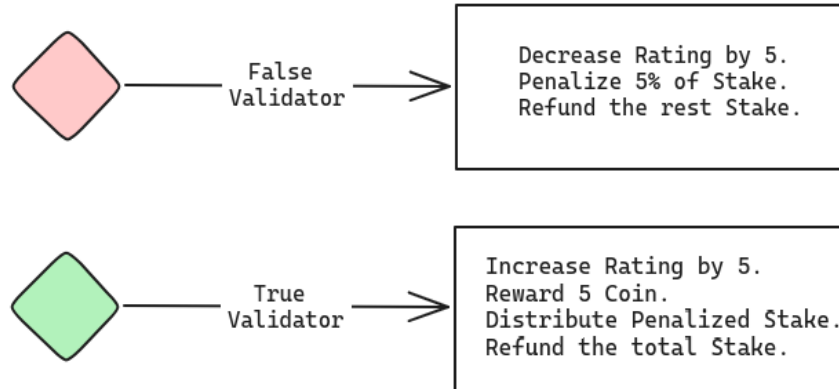 False
Validator
Decrease Rating by 5.
Penalize 5% of Stake.
Refund the rest Stake.
True
Validator
Increase Rating by 5.
Reward 5 Coin.
Distribute Penalized Stake.
Refund the total Stake.